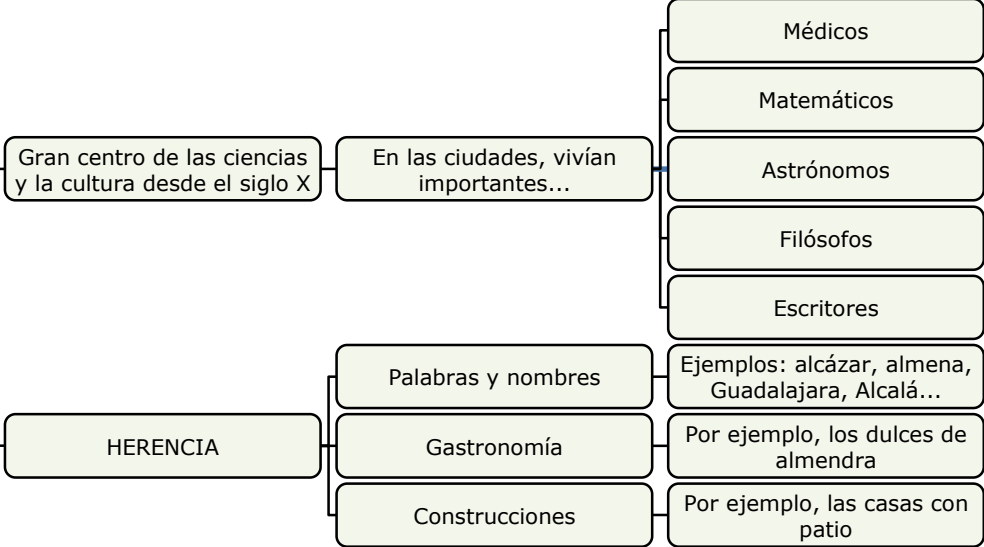 Gran centro de las ciencias
y la cultura desde el siglo X
En las ciudades, vivían
importantes...
Médicos
Matemáticos
Astrónomos
Filósofos
Escritores
HERENCIA
Palabras y nombres
Ejemplos: alcázar, almena,
Guadalajara, Alcalá...
Gastronomía
Por ejemplo, los dulces de
almendra
Construcciones
Por ejemplo, las casas con
patio